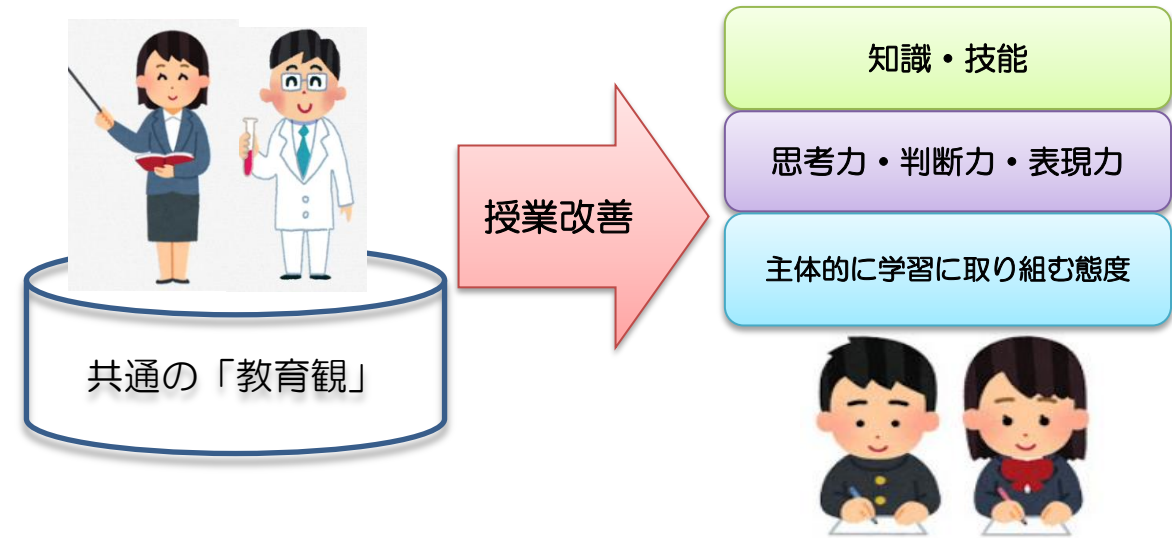 共通の「教育観」
授業改善
知識・技能
思考力・判断力・表現力
主体的に学習に取り組む態度